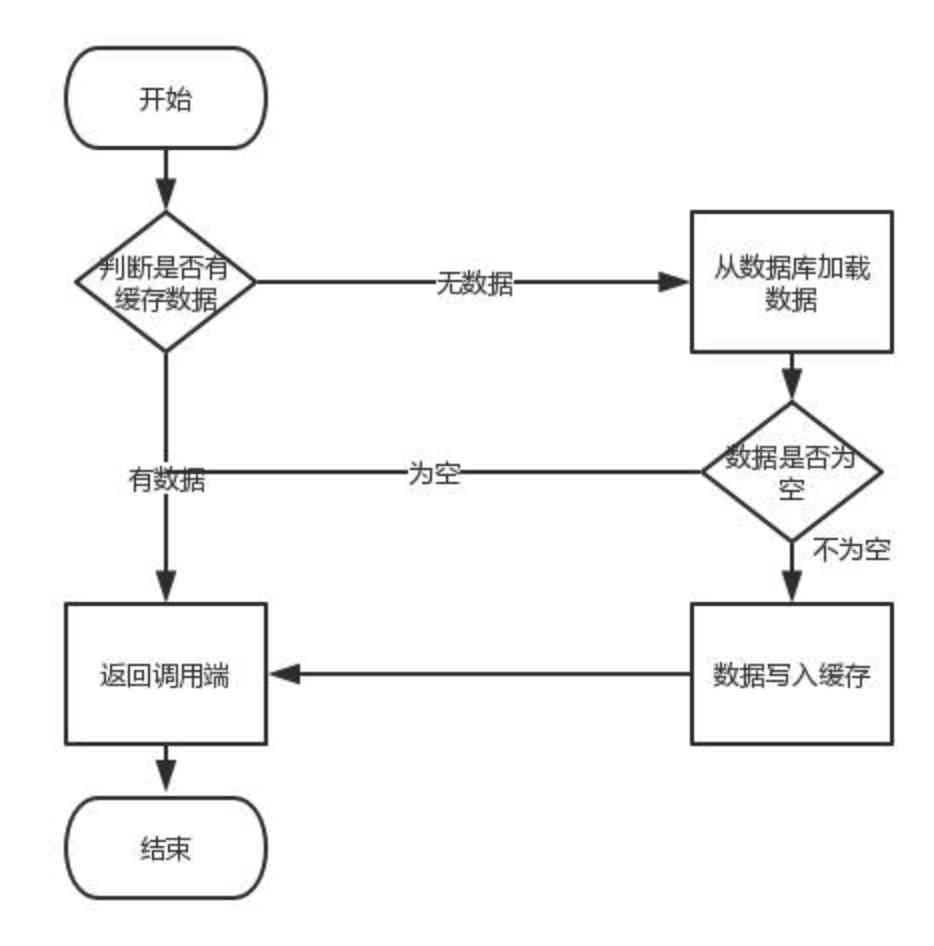 开始
判断是否有
缓存数据
无数据
从数据库加载
数据
数据是否为
空
为空
有数据
不为空
返回调用端
数据写入缓存
结束